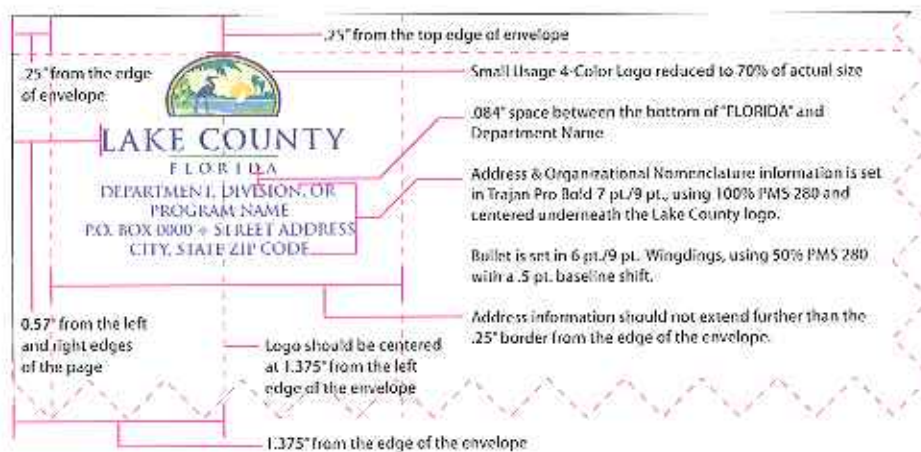 .25" from the top edge of envelope
.25" from the edge
of envelope
Small Usage 4-Color Logo reduced to 70% of actual size
.084" space between the bottom of "FLORIDA" and
Department Name
LAKE COUNTY
FLORIDA
DEPARTMENT, DIVISION, OR
PROGRAM NAME
P.O. BOX 0000 STREET ADDRESS
CITY, STATE ZIP CODE
Address & Organizational Nomenclature information is set
in Trajan Pro Bold 7 pt./9 pt., using 100% PMS 280 and
centered underneath the Lake County logo.
Bullet is set in 6 pt./9 pt. Wingdings, using 50% PMS 280
with a .5 pt. baseline shift.
Address information should not extend further than the
.25" border from the edge of the envelope.
0.57" from the left
and right edges
of the page
Logo should be centered
at 1.375" from the left
edge of the envelope
1.375" from the edge of the envelope